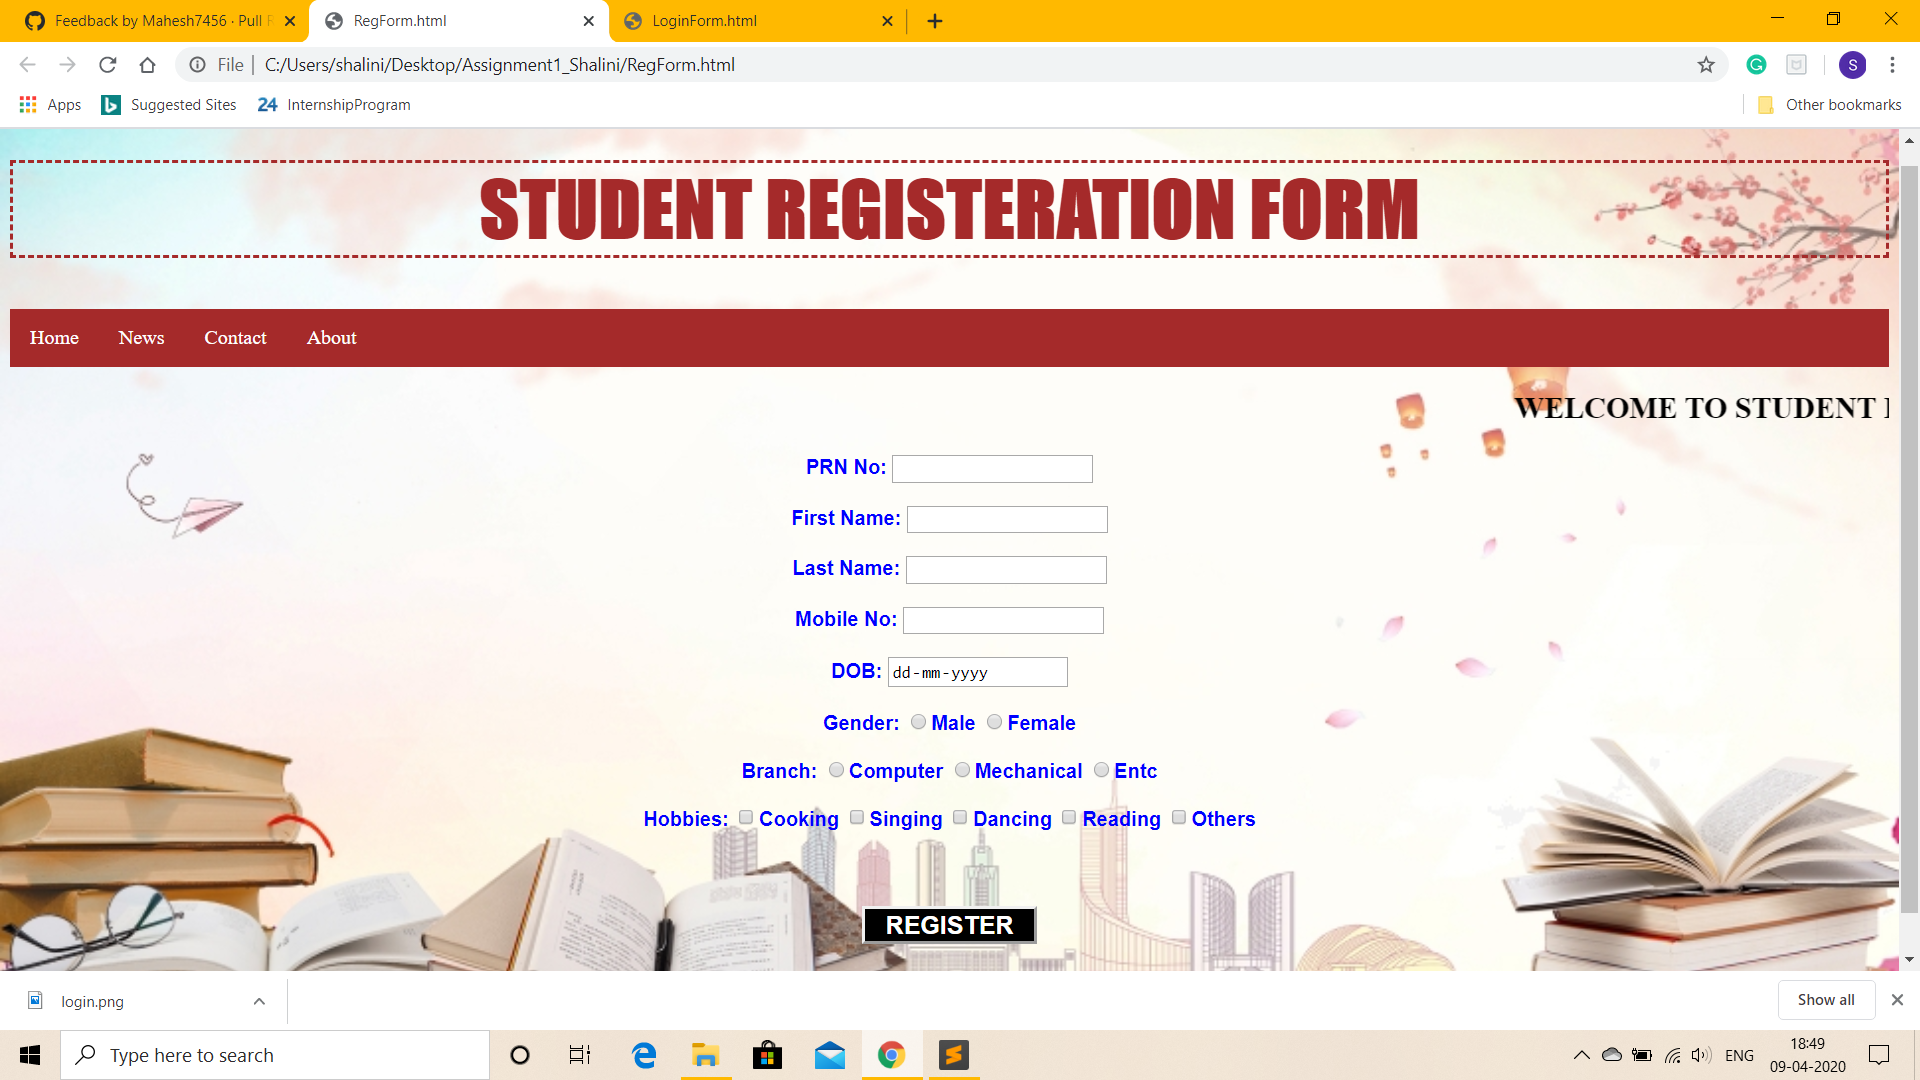 Feedback by Mahesh7456 · Pull R
RegForm.html
LoginForm.html
File | C:/Users/shalini/Desktop/Assignment1_Shalini/RegForm.html
S
Apps
Suggested Sites
24 InternshipProgram
Other bookmarks
STUDENT REGISTERATION FORM
Home News Contact About
WELCOME TO STUDENT
PRN No:
First Name:
Last Name:
Mobile No:
DOB: dd-mm-yyyy
Gender: Male Female
Branch: Computer Mechanical Entc
Hobbies: Cooking Singing Dancing Reading Others
REGISTER
login.png
Show all
Type here to search
ENG
18:49
09-04-2020